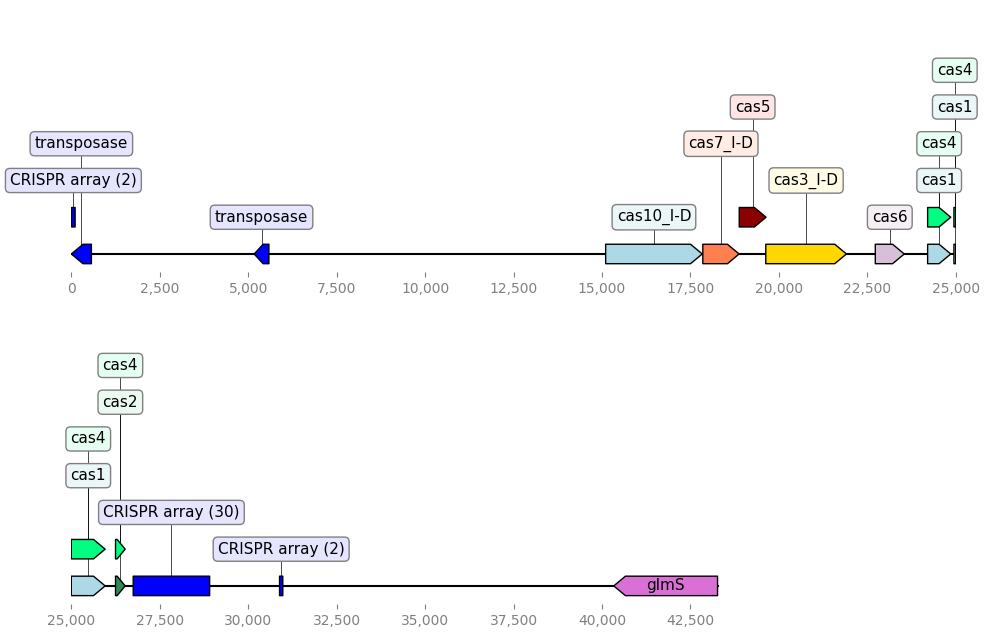 cas4
cas5 cas1
transposase cas7_I-D cas4
CRISPR array (2) cas3_I-D cas1
transposase cas10_I-D cas6
0 2,500 5,000 7,500 10,000 12,500 15,000 17,500 20,000 22,500 25,000
cas4
cas2
cas4
cas1
CRISPR array (30)
CRISPR array (2)
glmS
25,000 27,500 30,000 32,500 35,000 37,500 40,000 42,500